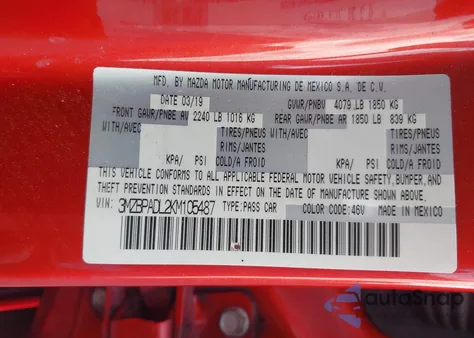 MFD. BY MAZDA MOTOR MANUFACTURING DE MEXICO S.A. DE C.V.
DATE 03/19 GVWR/PNBV 4079 LB 1850 KG
FRONT GAWR/PNBE AV 2240 LB 1016 KG REAR GAWR/PNBE AR 1850 LB 839 KG
WITH/AVEC TIRES/PNEUS WITH/AVEC TIRES/PNEUS
RIMS/JANTES RIMS/JANTES
KPA/ PSI COLD/A FROID KPA/ PSI COLD/A FROID
THIS VEHICLE CONFORMS TO ALL APPLICABLE FEDERAL MOTOR VEHICLE SAFETY, BUMPER, AND
THEFT PREVENTION STANDARDS IN EFFECT ON THE DATE OF MANUFACTURE SHOWN ABOVE.
VIN: 3MZBPADL2KM105487 TYPE: PASS CAR COLOR CODE: 46V MADE IN MEXICO
autoSnap